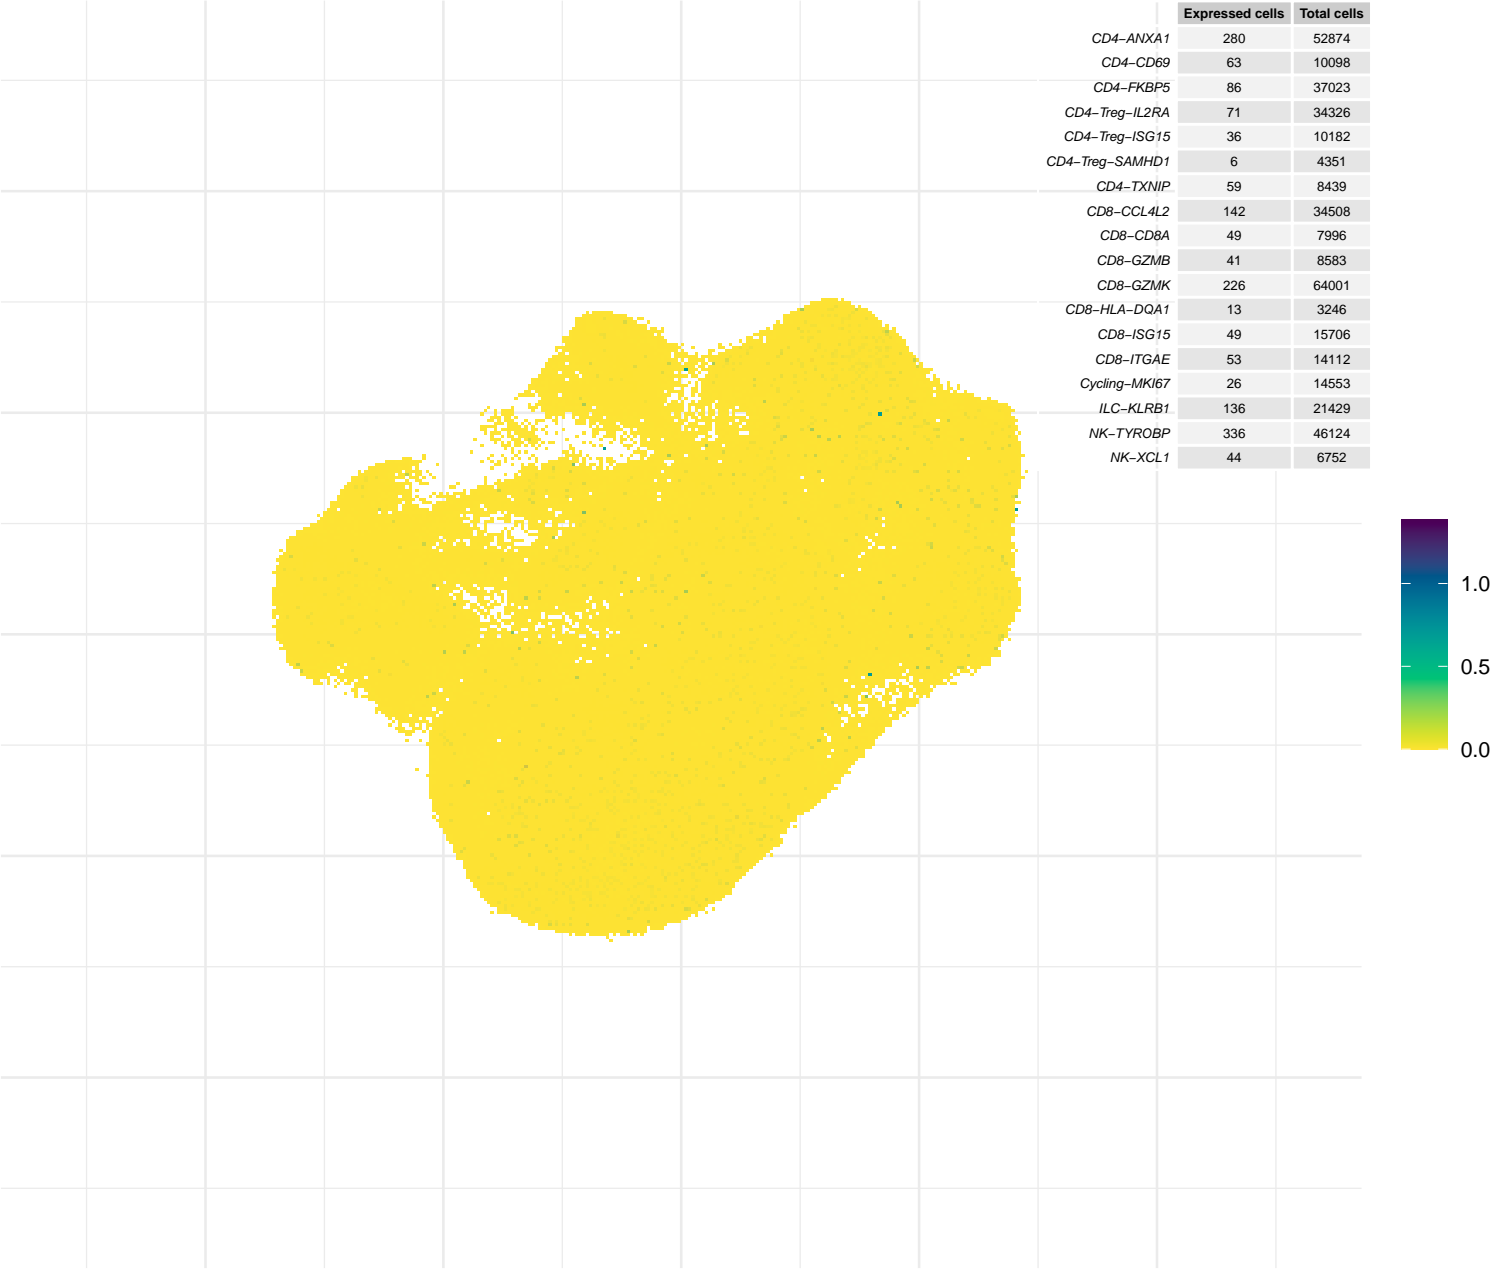 Expressed cells Total cells
CD4−ANXA1 280 52874
CD4−CD69 63 10098
CD4−FKBP5 86 37023
CD4−Treg−IL2RA 71 34326
CD4−Treg−ISG15 36 10182
CD4−Treg−SAMHD1 6 4351
CD4−TXNIP 59 8439
CD8−CCL4L2 142 34508
CD8−CD8A 49 7996
CD8−GZMB 41 8583
CD8−GZMK 226 64001
CD8−HLA−DQA1 13 3246
CD8−ISG15 49 15706
CD8−ITGAE 53 14112
Cycling−MKI67 26 14553
ILC−KLRB1 136 21429
NK−TYROBP 336 46124
NK−XCL1 44 6752
1.0
0.5
0.0